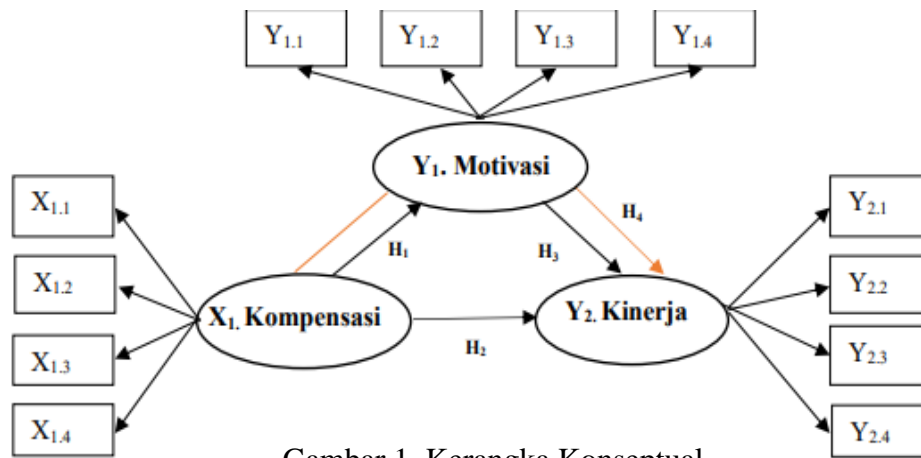 Y1.1 Y1.2 Y1.3 Y1.4
Y1. Motivasi
X1.1
Y2.1
H4
H1
H3
X1.2
Y2.2
X1. Kompensasi
Y2. Kinerja
H2
X1.3
Y2.3
X1.4
Y2.4
Gambar 1. Kerangka Konseptual